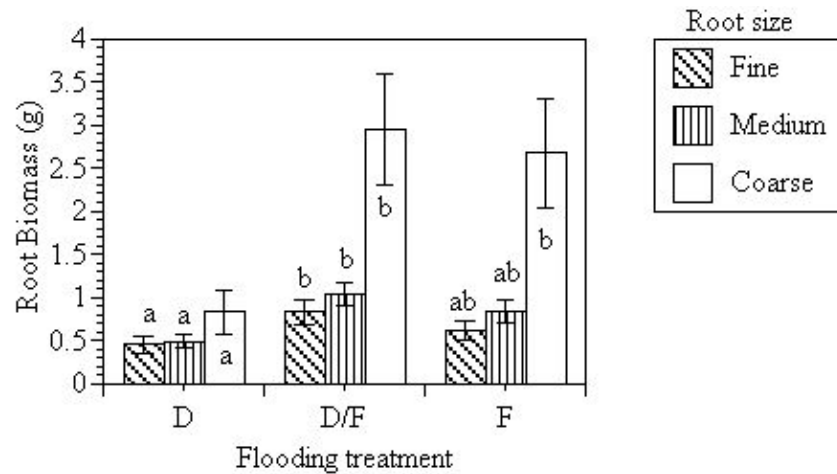 Root size
Fine
Medium
Coarse
Root Biomass (g)
4
3.5
3
2.5
2
1.5
1
0.5
0
a
a
a
b
b
b
ab
ab
b
D
D/F
F
Flooding treatment